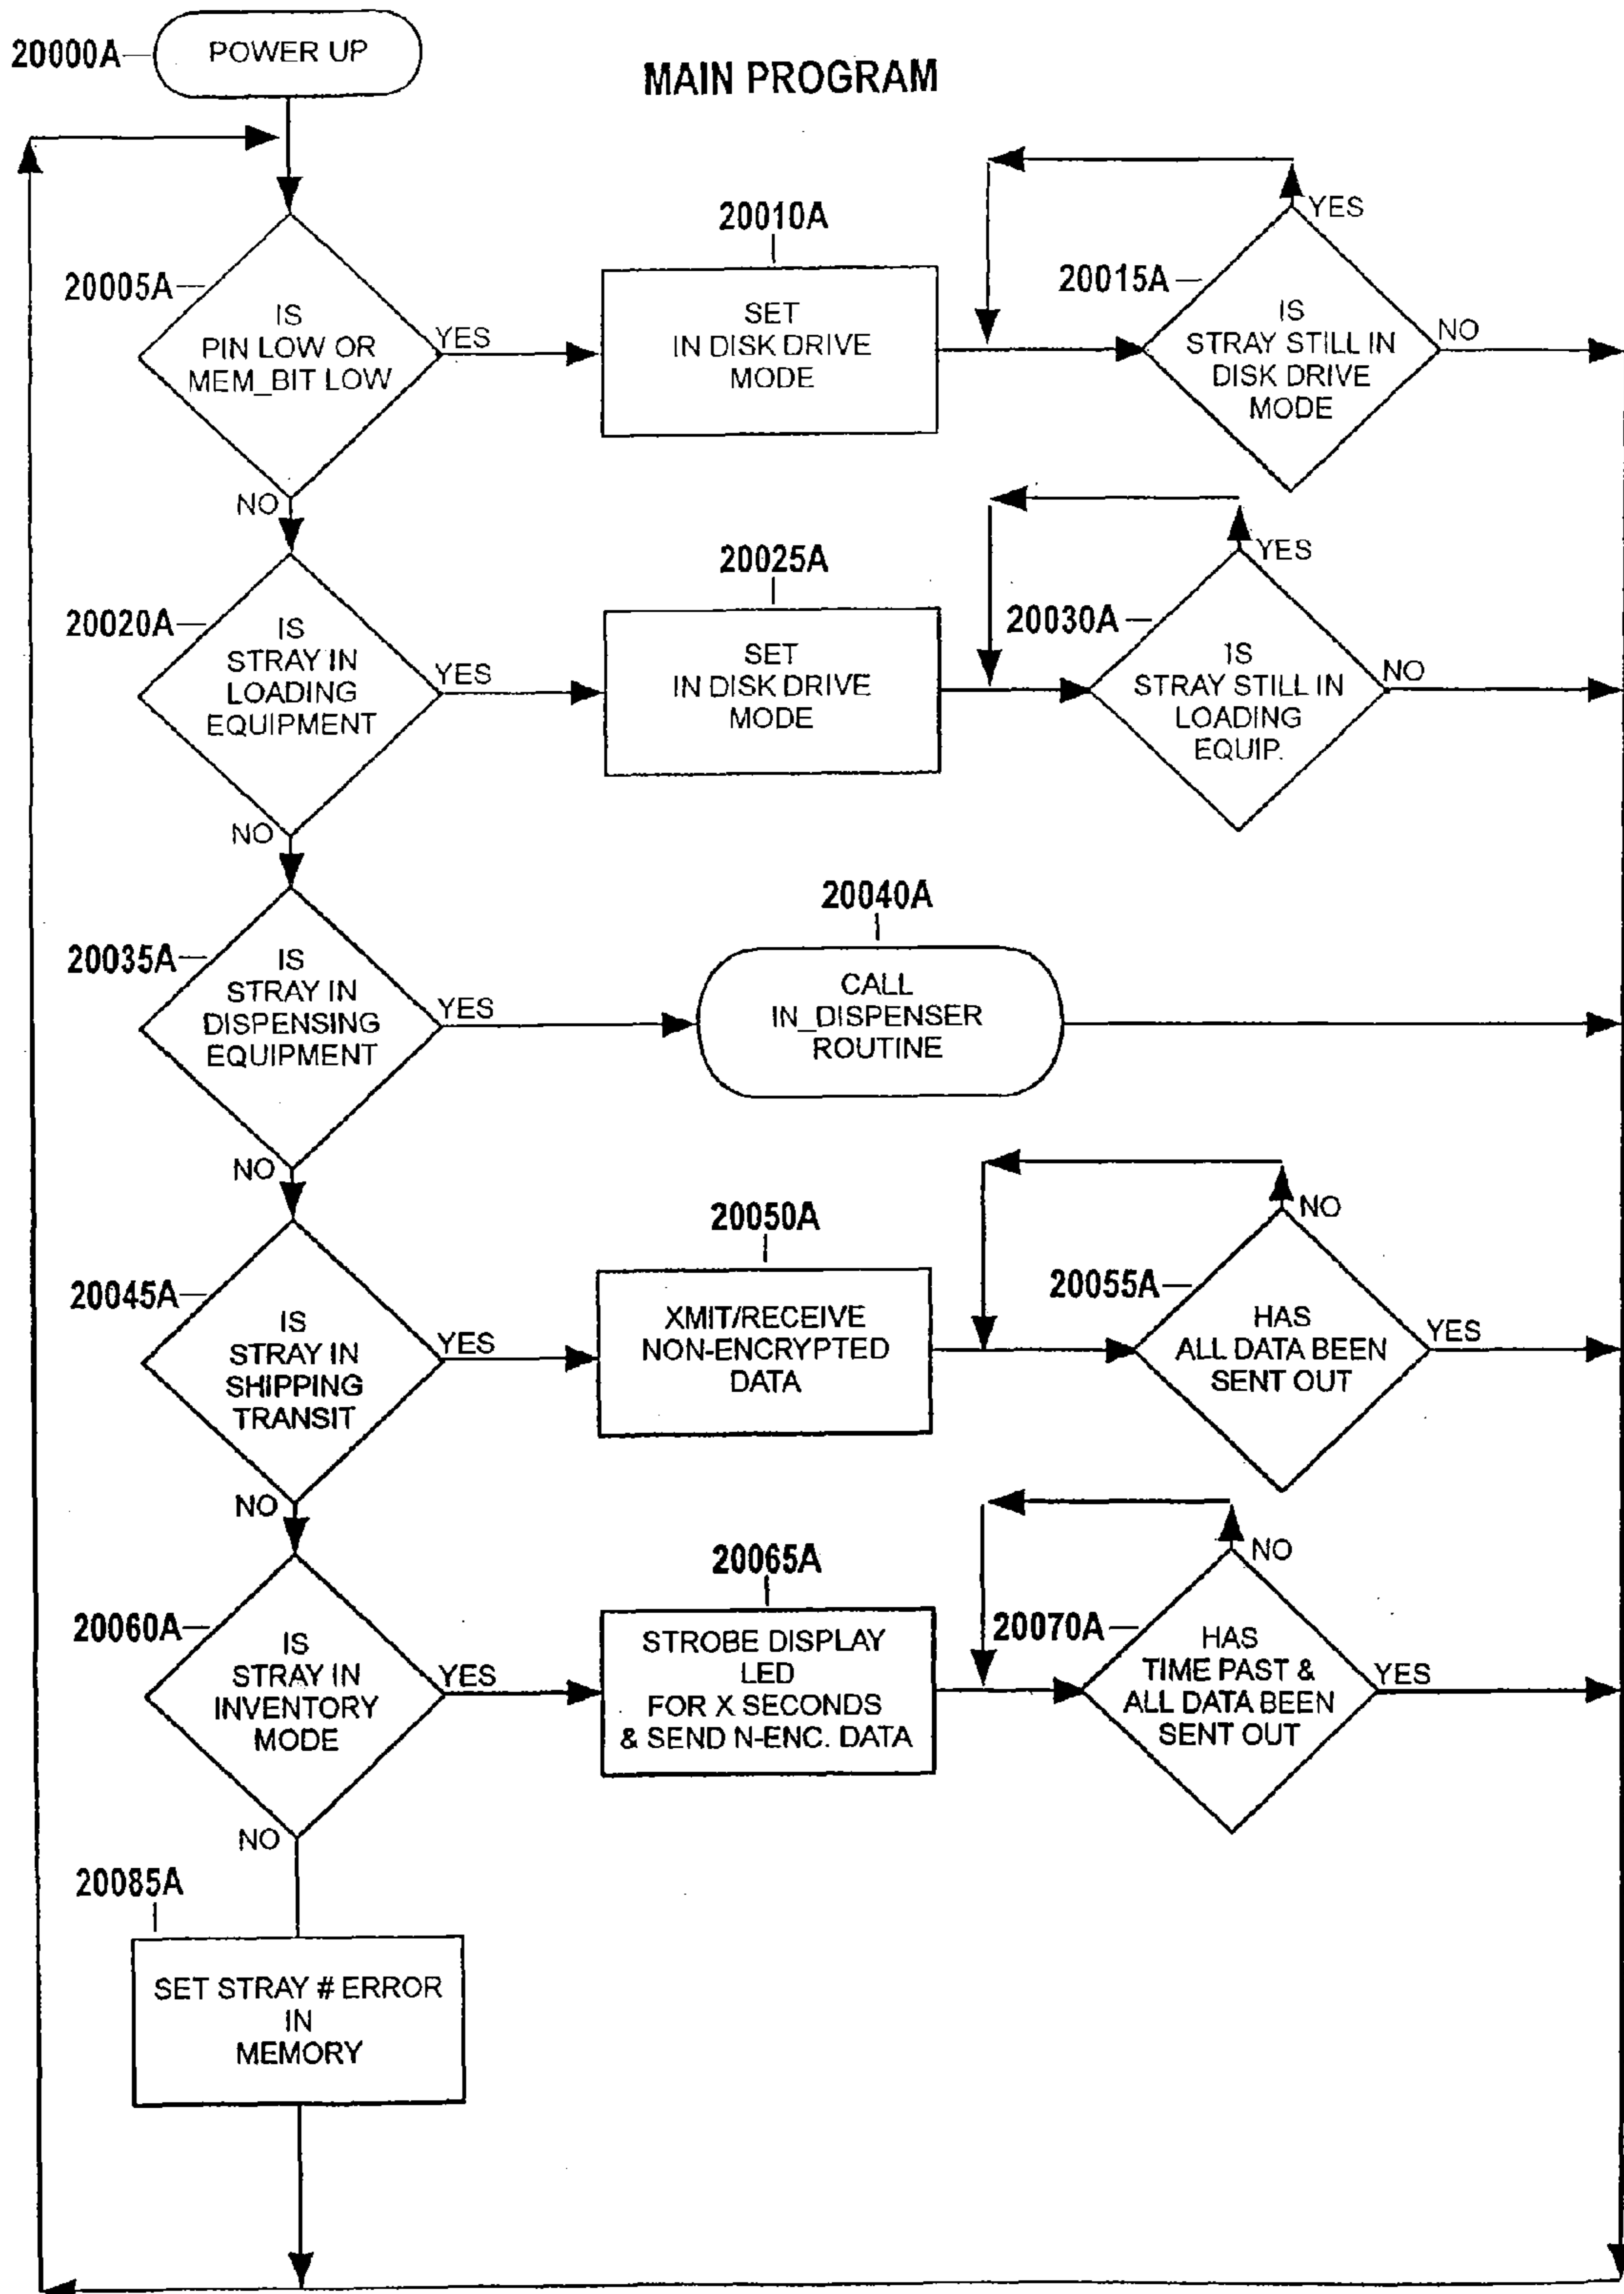 20000A
POWER UP
MAIN PROGRAM
20005A
IS
PIN LOW OR
MEM_BIT LOW
YES
NO
20010A
SET
IN DISK DRIVE
MODE
20015A
IS
STRAY STILL IN
DISK DRIVE
MODE
YES
NO
20020A
IS
STRAY IN
LOADING
EQUIPMENT
YES
NO
20025A
SET
IN DISK DRIVE
MODE
20030A
IS
STRAY STILL IN
LOADING
EQUIP.
YES
NO
20035A
IS
STRAY IN
DISPENSING
EQUIPMENT
YES
NO
20040A
CALL
IN_DISPENSER
ROUTINE
20045A
IS
STRAY IN
SHIPPING
TRANSIT
YES
NO
20050A
XMIT/RECEIVE
NON-ENCRYPTED
DATA
20055A
HAS
ALL DATA BEEN
SENT OUT
NO
YES
20060A
IS
STRAY IN
INVENTORY
MODE
YES
NO
20065A
STROBE DISPLAY
LED
FOR X SECONDS
& SEND N-ENC. DATA
20070A
HAS
TIME PAST &
ALL DATA BEEN
SENT OUT
NO
YES
20085A
SET STRAY # ERROR
IN
MEMORY